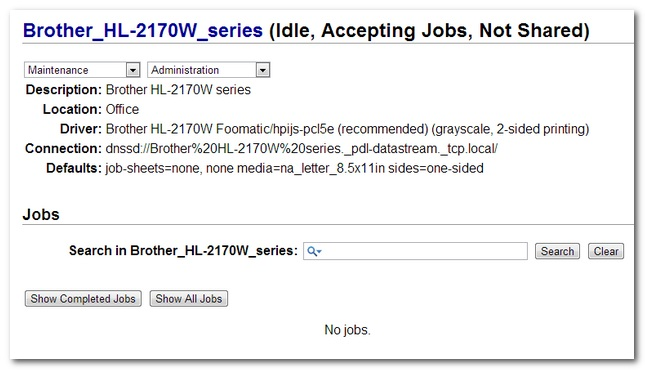 Brother_HL-2170W_series (Idle, Accepting Jobs, Not Shared)
Maintenance Administration
Description: Brother HL-2170W series
Location: Office
Driver: Brother HL-2170W Foomatic/hpijs-pcl5e (recommended) (grayscale, 2-sided printing)
Connection: dnssd://Brother%20HL-2170W%20series._pdl-datastream._tcp.local/
Defaults: job-sheets=none, none media=na_letter_8.5x11in sides=one-sided
Jobs
Search in Brother_HL-2170W_series: Search Clear
Show Completed Jobs Show All Jobs
No jobs.